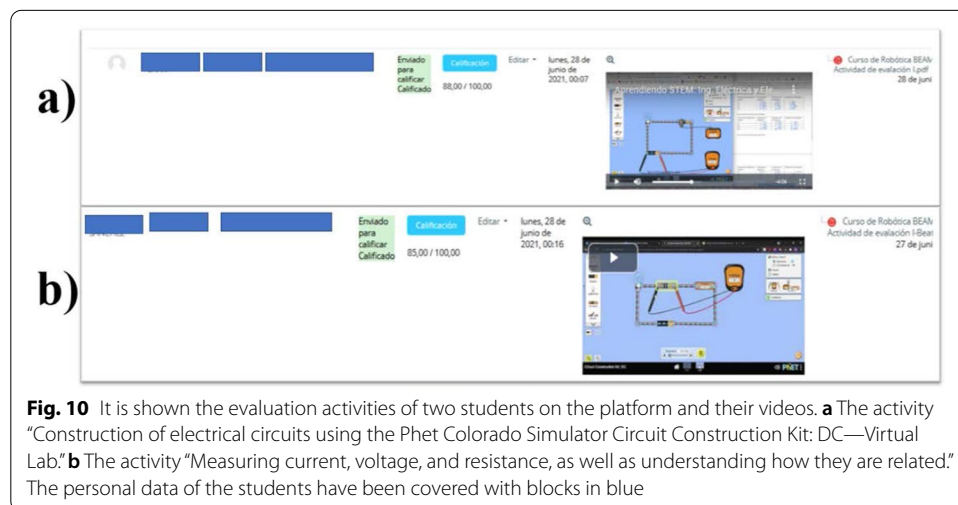 a)
Enviado
para
calificar
Calificado
Calificación
88,00 / 100,00
Editar
lunes, 28 de
junio de
2021, 00:07
Aprendiendo STEM: Ing. Eléctrica y Ele
-4:04
Curso de Robótica BEAM
Actividad de evalación I.pdf
28 de juni
b)
Enviado
para
calificar
Calificado
Calificación
85,00 / 100,00
Editar
lunes, 28 de
junio de
2021, 00:16
PhET
Curso de Robótica BEAM
Actividad de evalación I-Bea
27 de juni
Fig. 10 It is shown the evaluation activities of two students on the platform and their videos. a The activity
“Construction of electrical circuits using the Phet Colorado Simulator Circuit Construction Kit: DC—Virtual
Lab.” b The activity “Measuring current, voltage, and resistance, as well as understanding how they are related.”
The personal data of the students have been covered with blocks in blue